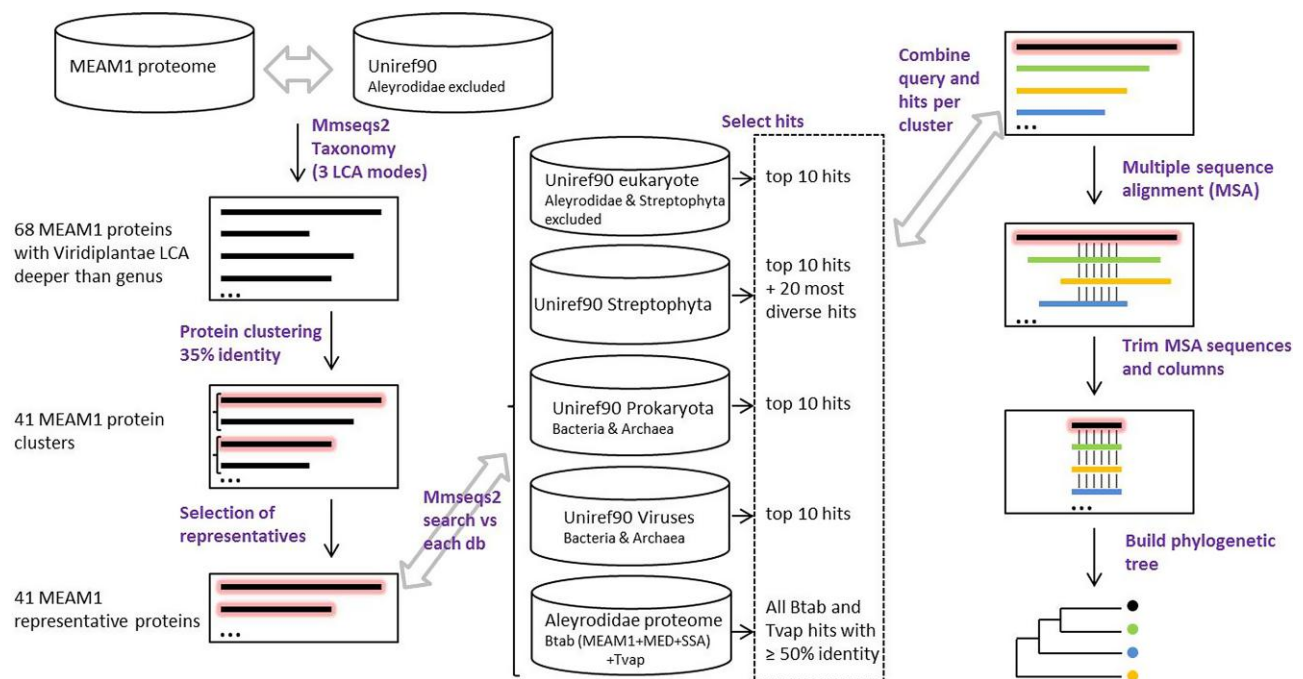 MEAM1 proteome
Uniref90
Aleyrodidae excluded
Mmseqs2
Taxonomy
(3 LCA modes)
68 MEAM1 proteins
with Viridiplantae LCA
deeper than genus
...
Protein clustering
35% identity
41 MEAM1 protein
clusters
...
Selection of
representatives
41 MEAM1
representative proteins
...
Mmseqs2
search vs
each db
Select hits
Uniref90 eukaryote
Aleyrodidae & Streptophyta
excluded
top 10 hits
Uniref90 Streptophyta
top 10 hits
+ 20 most
diverse hits
Uniref90 Prokaryota
Bacteria & Archaea
top 10 hits
Uniref90 Viruses
Bacteria & Archaea
top 10 hits
Aleyrodidae proteome
Btab (MEAM1+MED+SSA)
+Tvap
All Btab and
Tvap hits with
≥ 50% identity
Combine
query and
hits per
cluster
...
Multiple sequence
alignment (MSA)
...
Trim MSA sequences
and columns
...
Build phylogenetic
tree